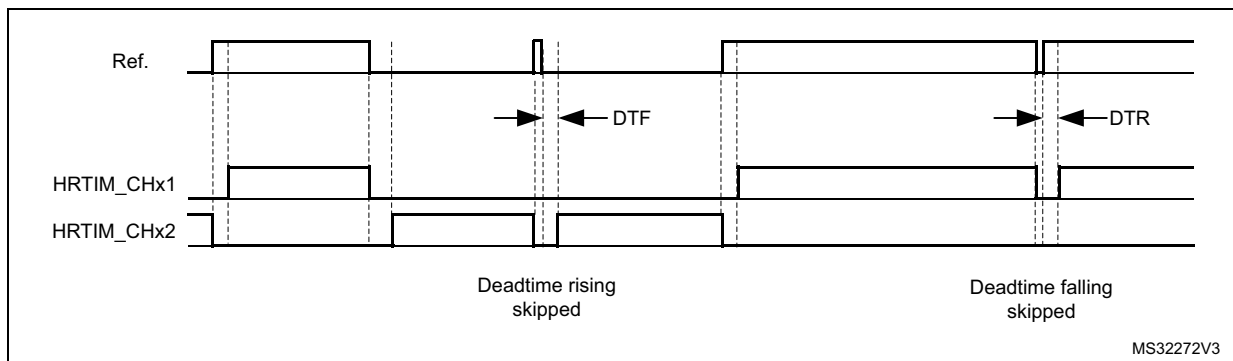 Ref.
DTF
DTR
HRTIM_CHx1
HRTIM_CHx2
Deadtime rising
skipped
Deadtime falling
skipped
MS32272V3